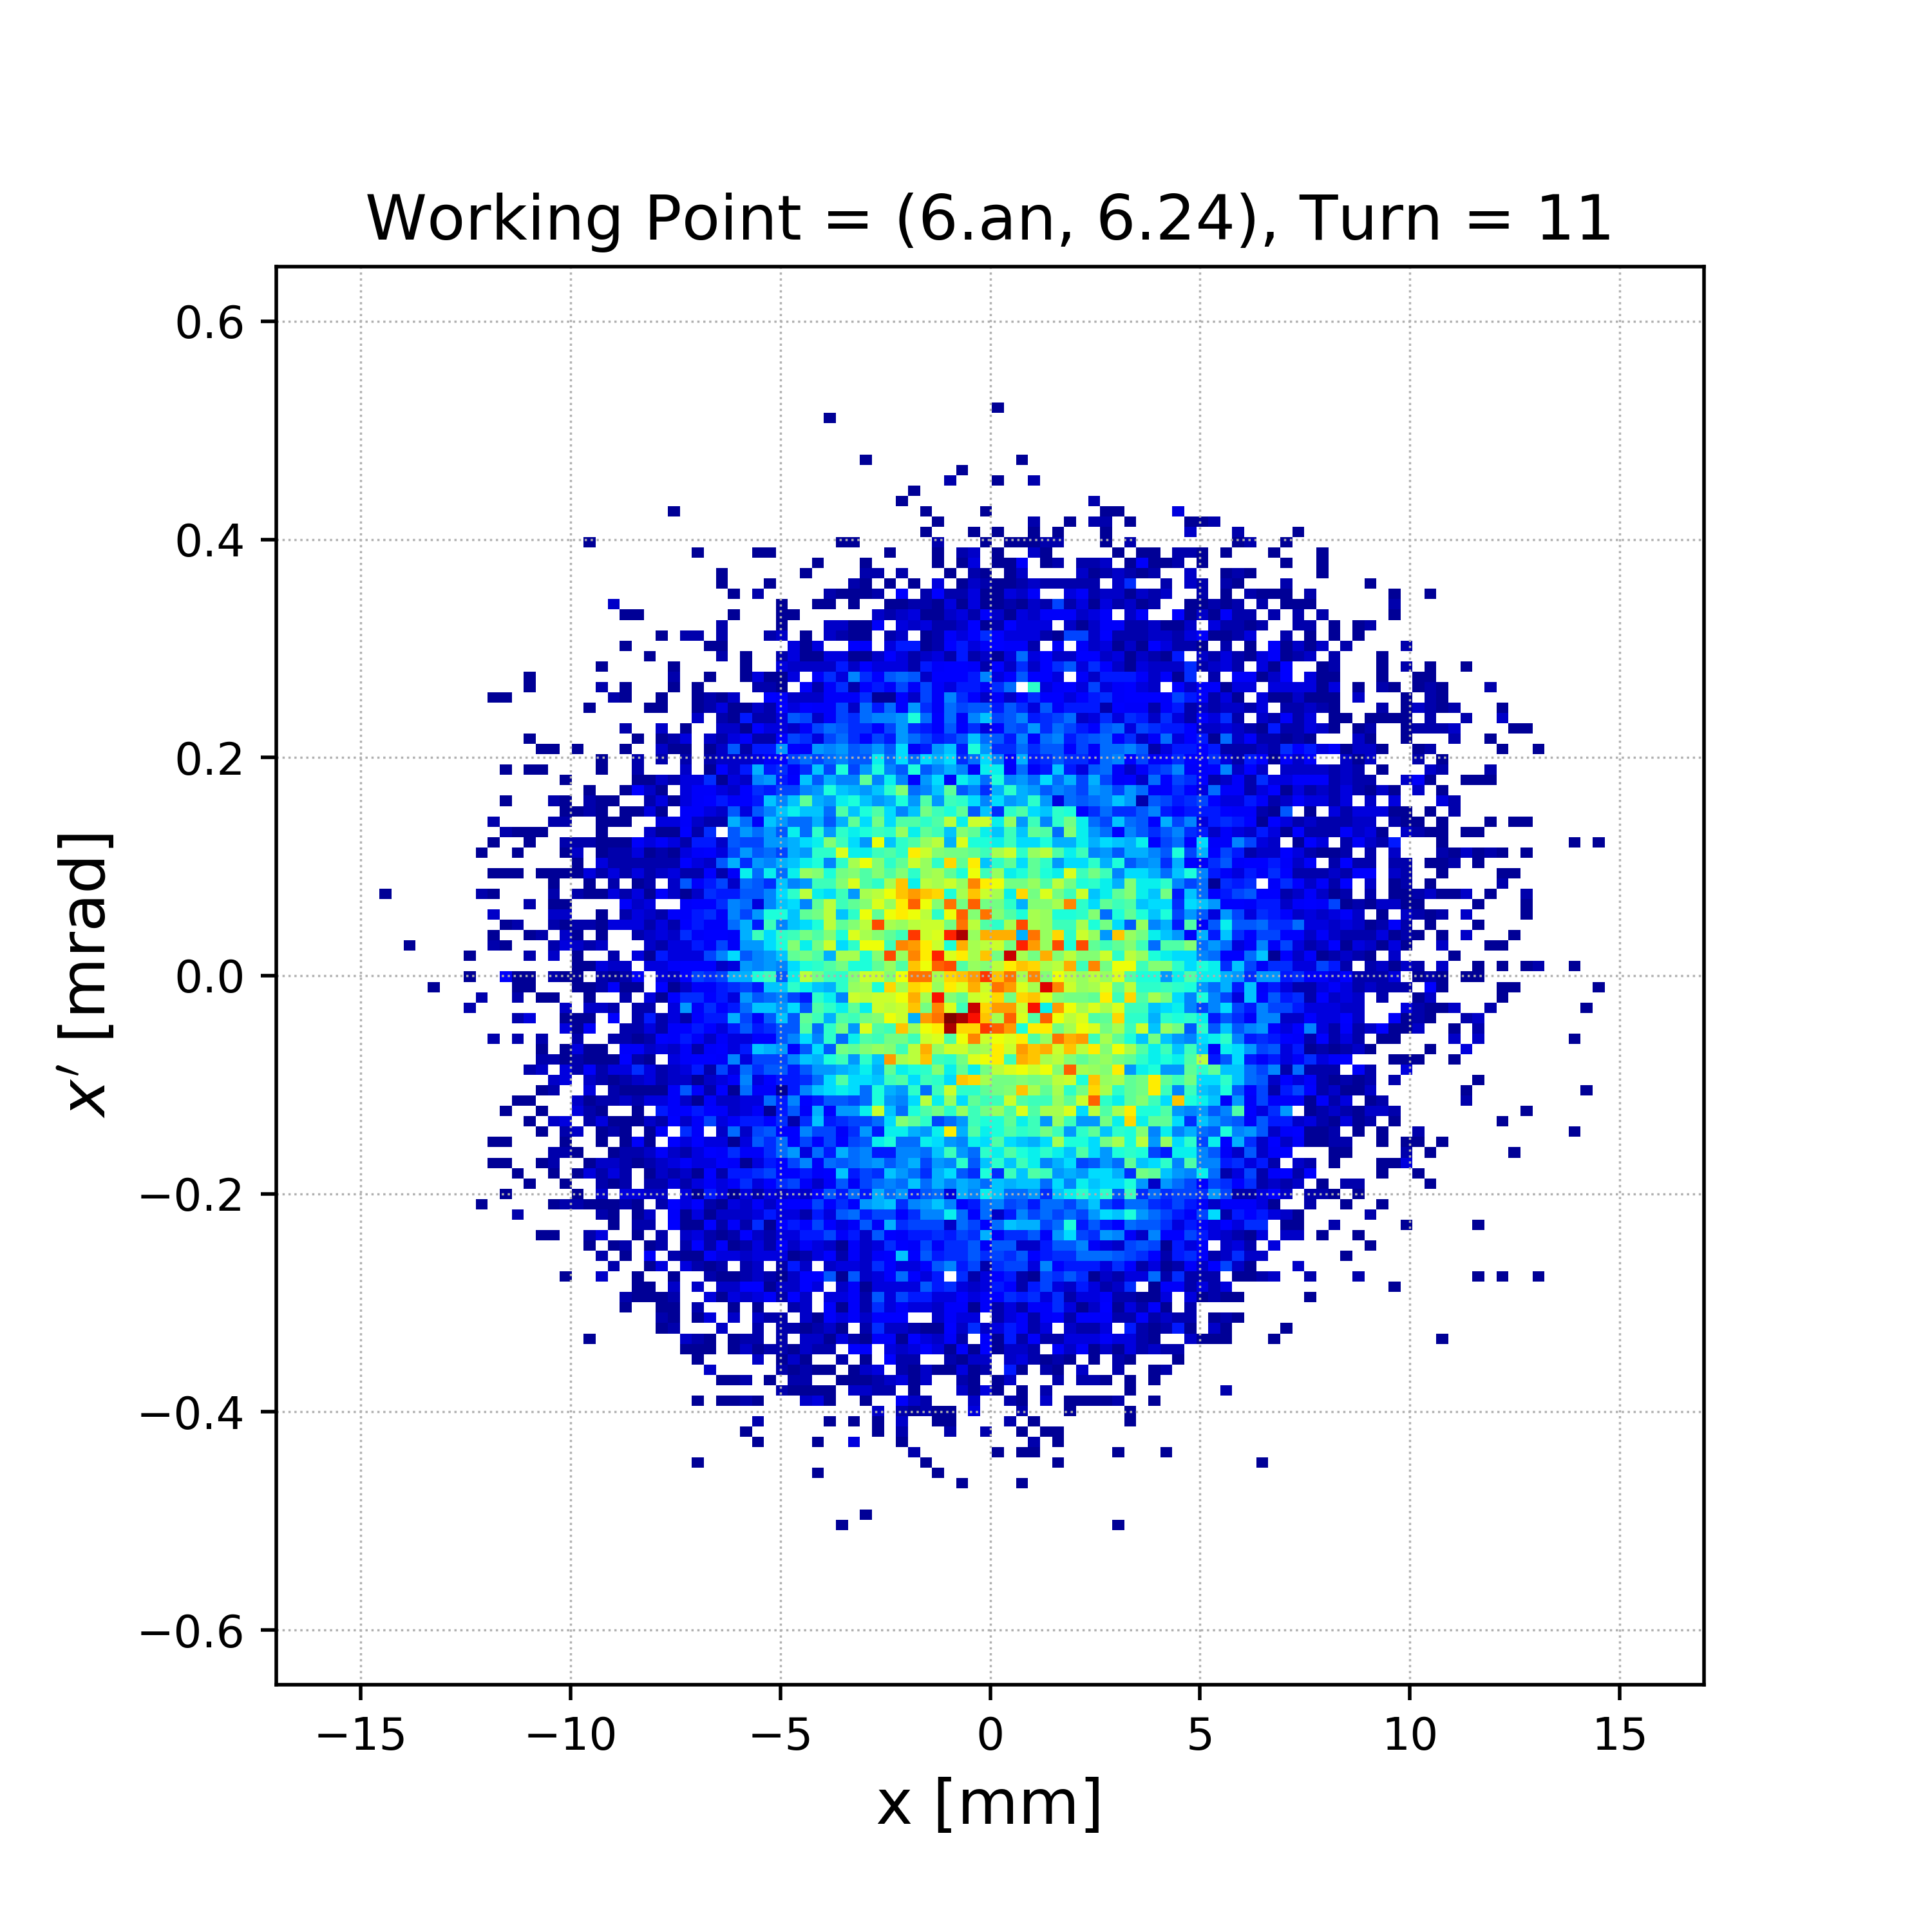 Working Point = (6.an, 6.24), Turn = 11
0.6
0.4
0.2
0.0
−0.2
−0.4
−0.6
x′ [mrad]
−15 −10 −5 0 5 10 15
x [mm]